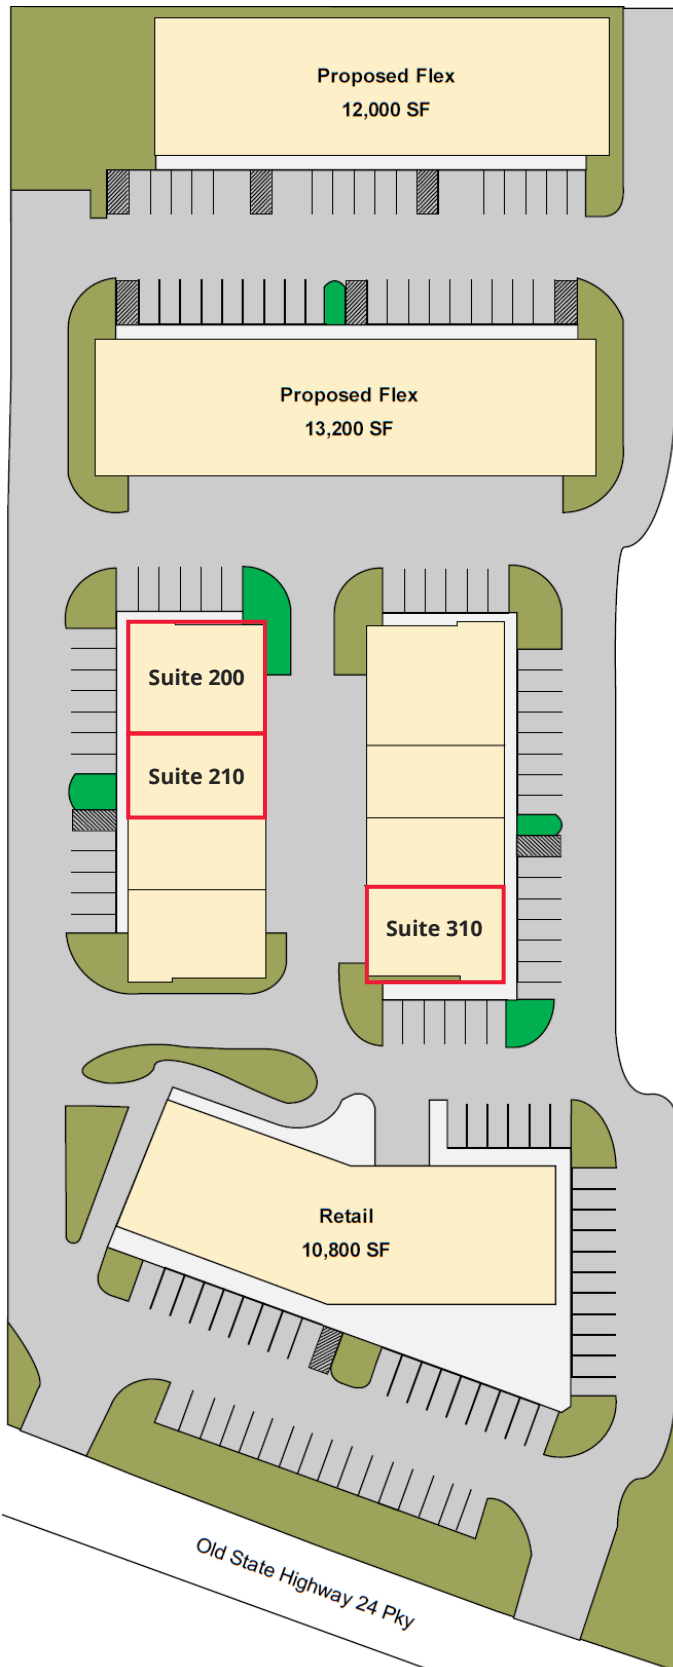 Proposed Flex
12,000 SF
Proposed Flex
13,200 SF
Suite 200
Suite 210
Suite 310
Retail
10,800 SF
Old State Highway 24 Pky